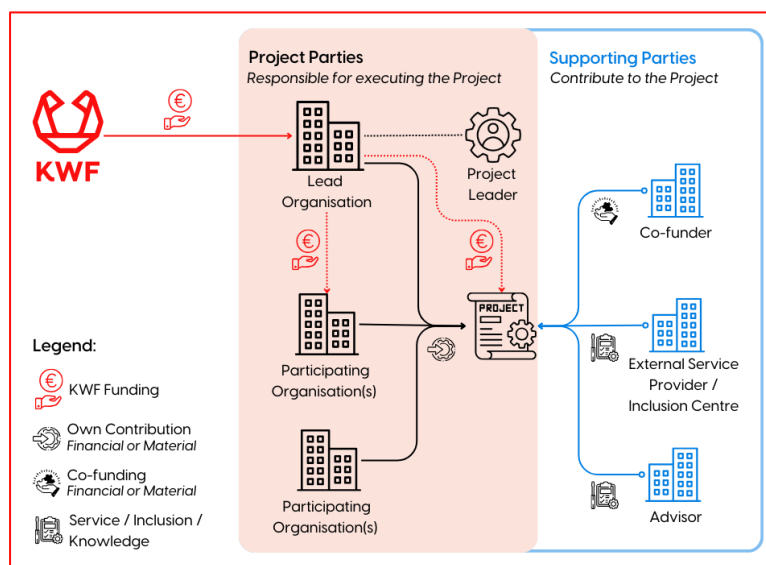 Project Parties
Responsible for executing the Project
Supporting Parties
Contribute to the Project
€
KWF
Lead
Organisation
Project
Leader
Co-funder
€
€
PROJECT
Participating
Organisation(s)
External Service
Provider /
Inclusion Centre
Participating
Organisation(s)
Advisor
Legend:
€
KWF Funding
Own Contribution
Financial or Material
Co-funding
Financial or Material
Service / Inclusion /
Knowledge